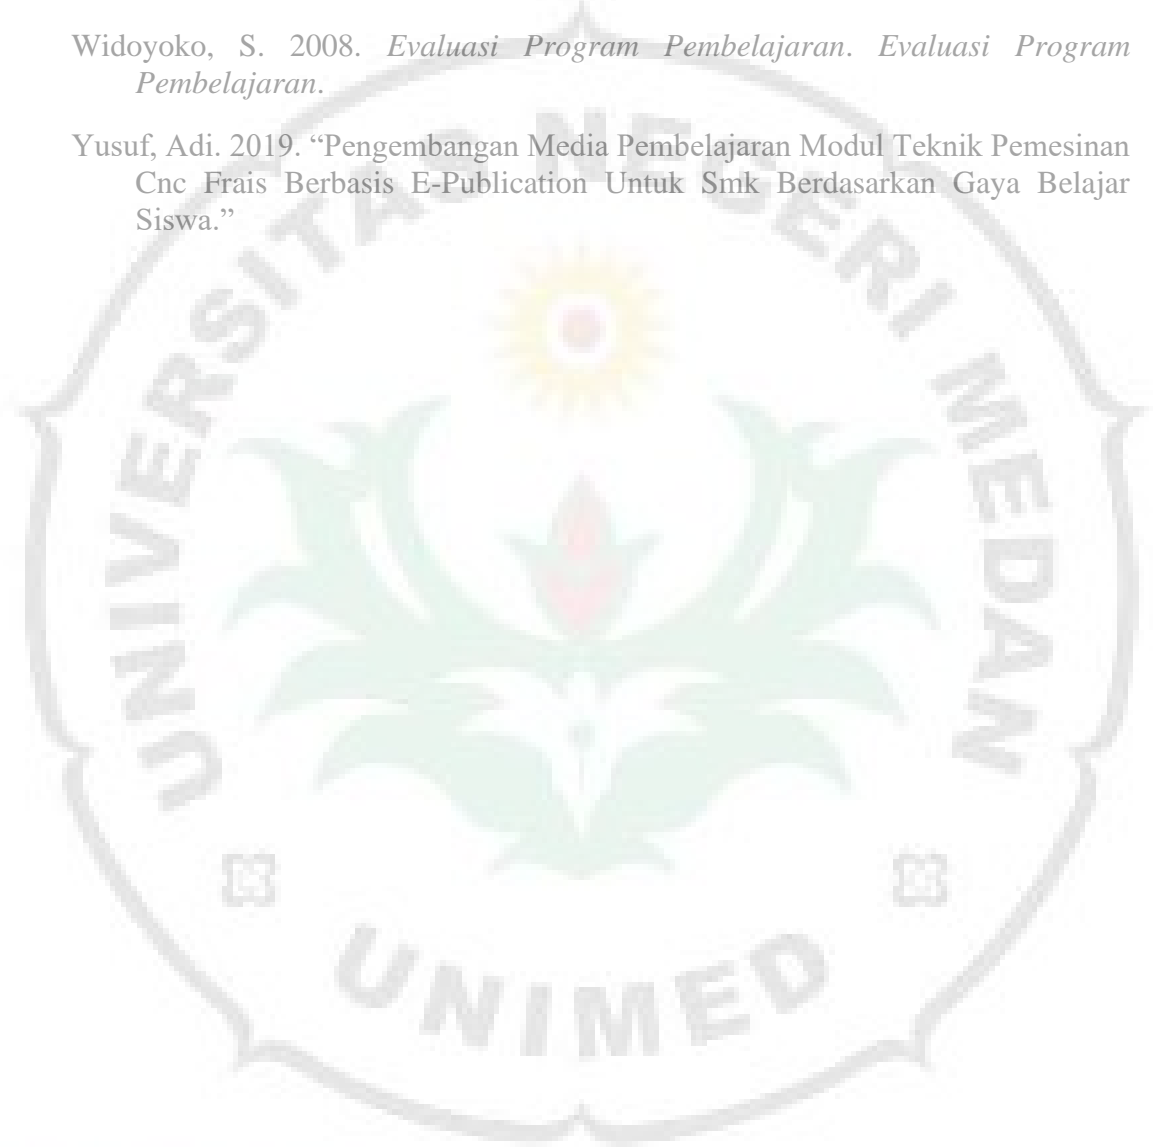 Widoyoko, S. 2008. Evaluasi Program Pembelajaran. Evaluasi Program
Pembelajaran.
Yusuf, Adi. 2019. “Pengembangan Media Pembelajaran Modul Teknik Pemesinan
Cnc Frais Berbasis E-Publication Untuk Smk Berdasarkan Gaya Belajar
Siswa.”
UNIVERSITAS NEGERI MEDAN
UNIMED